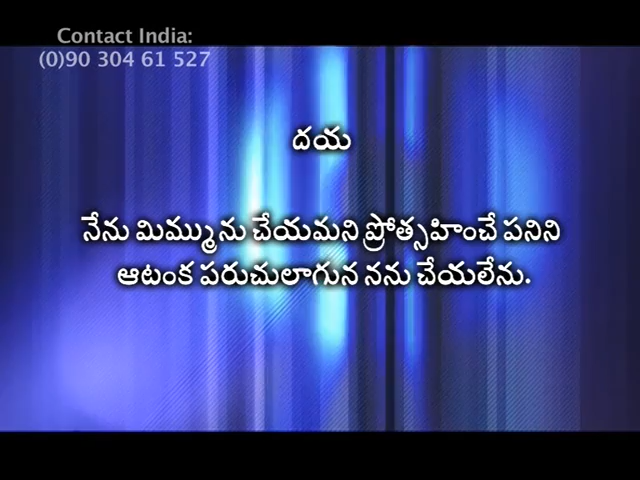 Contact India:
(0)90 304 61 527
దయ
నేను మిమ్మును చేయమని ప్రోత్సహించే పనిని
ఆటంక పరుచులాగున నను చేయలేను.